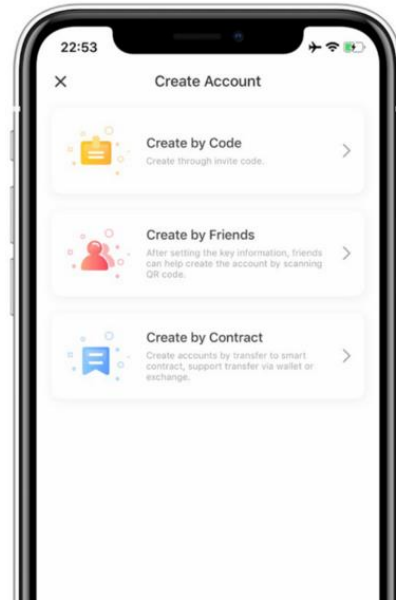 22:53
Create Account
Create by Code
Create through invite code.
Create by Friends
After setting the key information, friends
can help create the account by scanning
QR code.
Create by Contract
Create accounts by transfer to smart
contract, support transfer via wallet or
exchange.